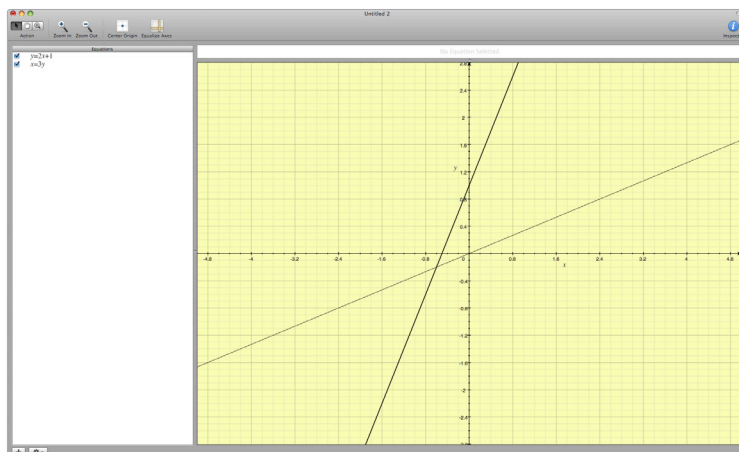 Untitled 2
Action Zoom In Zoom Out Center Origin Equalize Axes
Equations
No Equation Selected
y=2x+1
x=3y
2.8
2.4
2
1.6
y
1.2
0.8
0.4
-4.8 -4 -3.2 -2.4 -1.6 -0.8 0 0.8 1.6 2.4 3.2 4 4.8
x
-0.4
-0.8
-1.2
-1.6
-2
-2.4